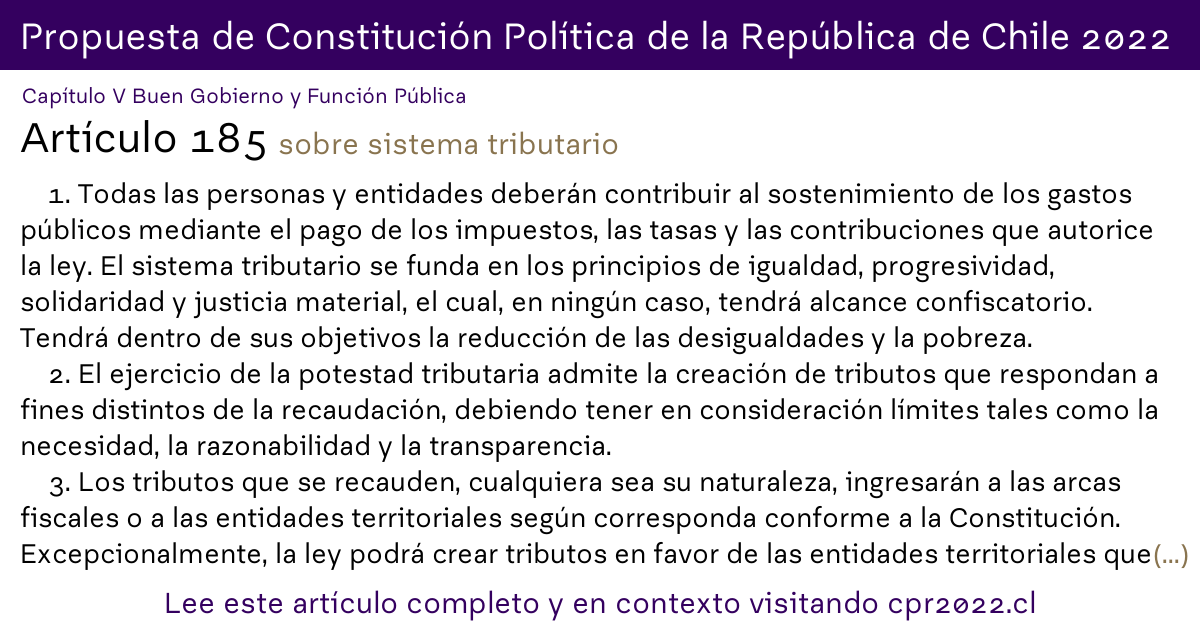 Propuesta de Constitución Política de la República de Chile 2022
Capítulo V Buen Gobierno y Función Pública
Artículo 185 sobre sistema tributario
1. Todas las personas y entidades deberán contribuir al sostenimiento de los gastos
públicos mediante el pago de los impuestos, las tasas y las contribuciones que autorice
la ley. El sistema tributario se funda en los principios de igualdad, progresividad,
solidaridad y justicia material, el cual, en ningún caso, tendrá alcance confiscatorio.
Tendrá dentro de sus objetivos la reducción de las desigualdades y la pobreza.
2. El ejercicio de la potestad tributaria admite la creación de tributos que respondan a
fines distintos de la recaudación, debiendo tener en consideración límites tales como la
necesidad, la razonabilidad y la transparencia.
3. Los tributos que se recauden, cualquiera sea su naturaleza, ingresarán a las arcas
fiscales o a las entidades territoriales según corresponda conforme a la Constitución.
Excepcionalmente, la ley podrá crear tributos en favor de las entidades territoriales que(...)
Lee este artículo completo y en contexto visitando cpr2022.cl